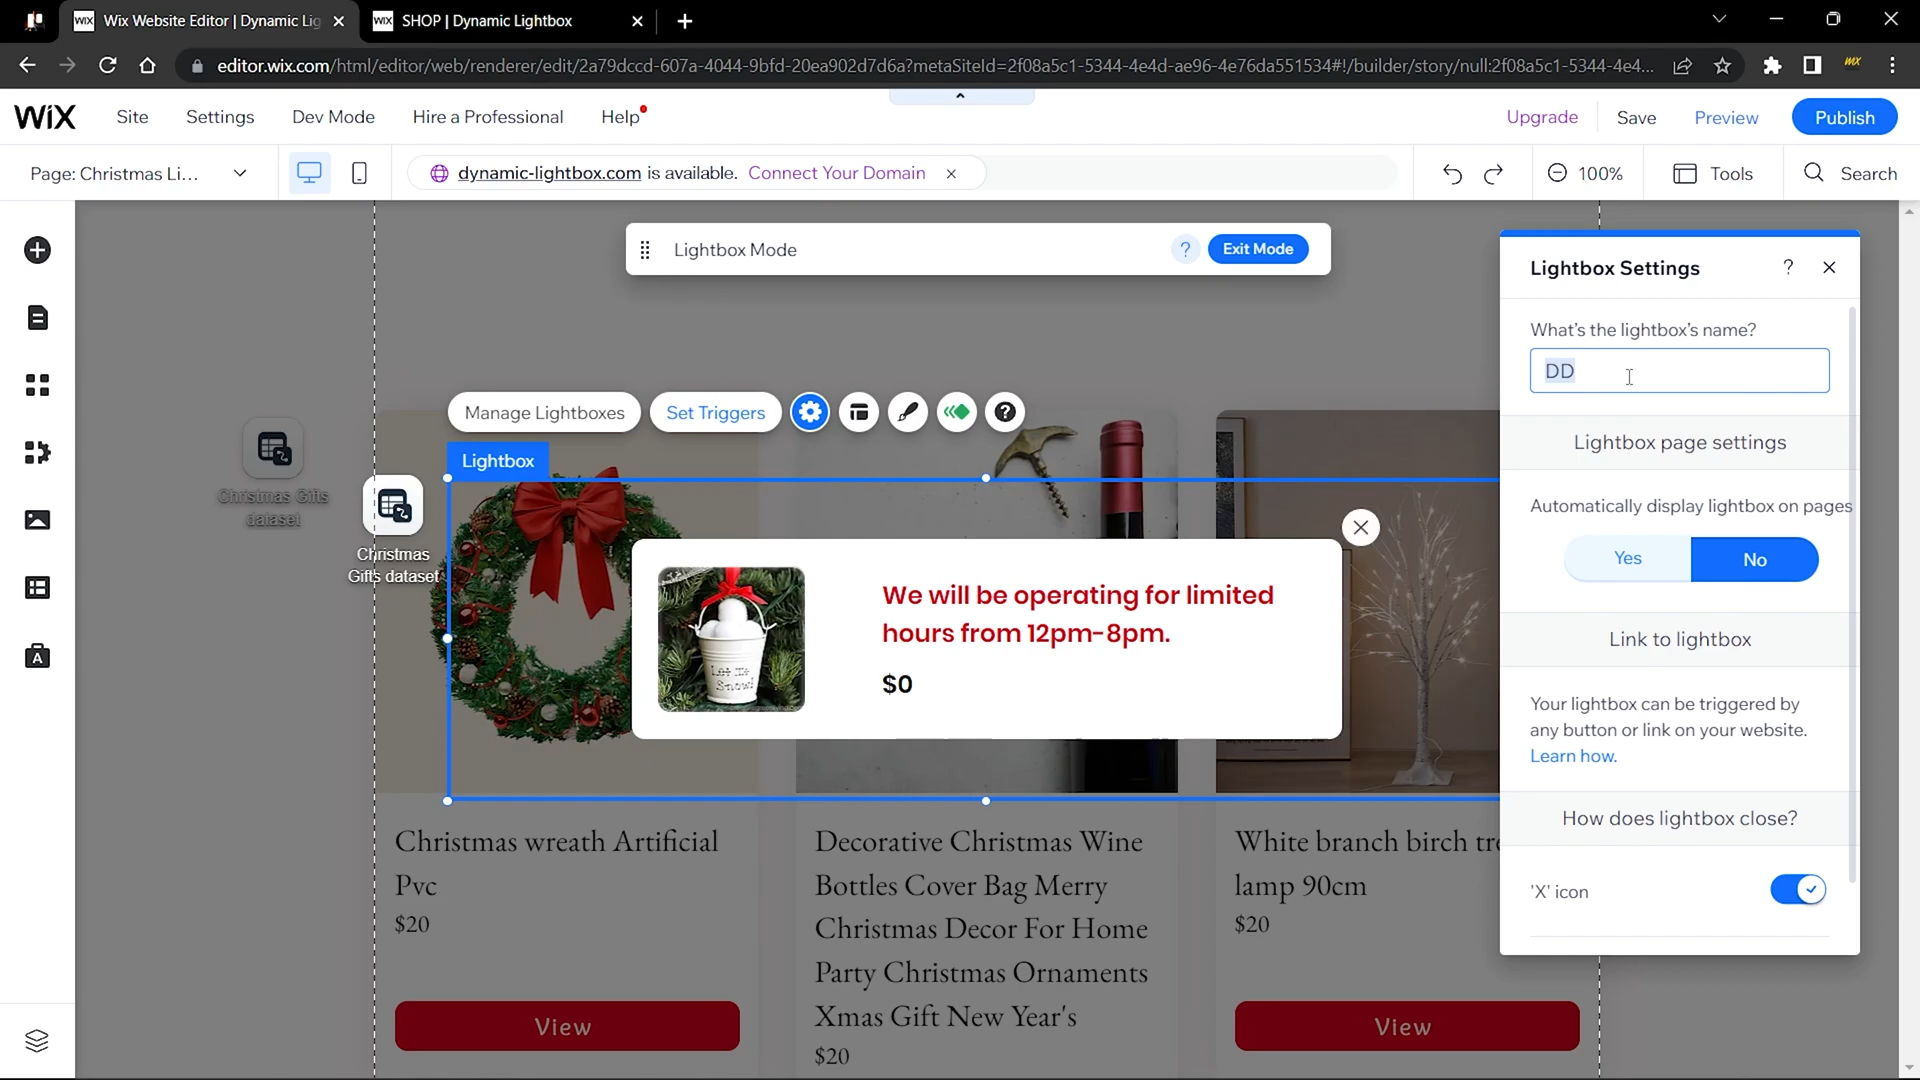 WiX Wix Website Editor | Dynamic Lig
WiX SHOP | Dynamic Lightbox
editor.wix.com/html/editor/web/renderer/edit/2a79dccd-607a-4044-9bfd-20ea902d7d6a?metaSiteId=2f08a5c1-5344-4e4d-ae96-4e76da551534#!/builder/story/null:2f08a5c1-5344-4e4...
WiX
WiX Site Settings Dev Mode Hire a Professional Help Upgrade Save Preview Publish
Page: Christmas Li... dynamic-lightbox.com is available. Connect Your Domain 100% Tools Search
Lightbox Mode ? Exit Mode
Manage Lightboxes Set Triggers ?
Lightbox
Christmas Gifts
dataset
Christmas
Gifts dataset
Let it
Snow!
We will be operating for limited
hours from 12pm-8pm.
$0
Christmas wreath Artificial
Pvc
$20
View
Decorative Christmas Wine
Bottles Cover Bag Merry
Christmas Decor For Home
Party Christmas Ornaments
Xmas Gift New Year's
$20
White branch birch tre
lamp 90cm
$20
View
Lightbox Settings ?
What's the lightbox's name?
DD
Lightbox page settings
Automatically display lightbox on pages
Yes No
Link to lightbox
Your lightbox can be triggered by
any button or link on your website.
Learn how.
How does lightbox close?
'X' icon
A